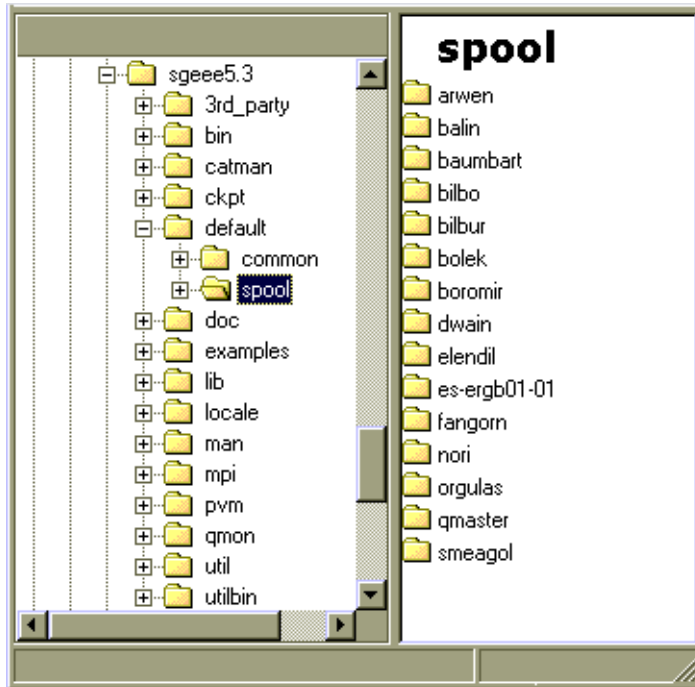 sgeee5.3
3rd_party
bin
catman
ckpt
default
common
spool
doc
examples
lib
locale
man
mpi
pvm
qmon
util
utilbin
spool
arwen
balin
baumbart
bilbo
bilbur
bolek
boromir
dwain
elendil
es-ergb01-01
fangorn
nori
orgulas
qmaster
smeagol